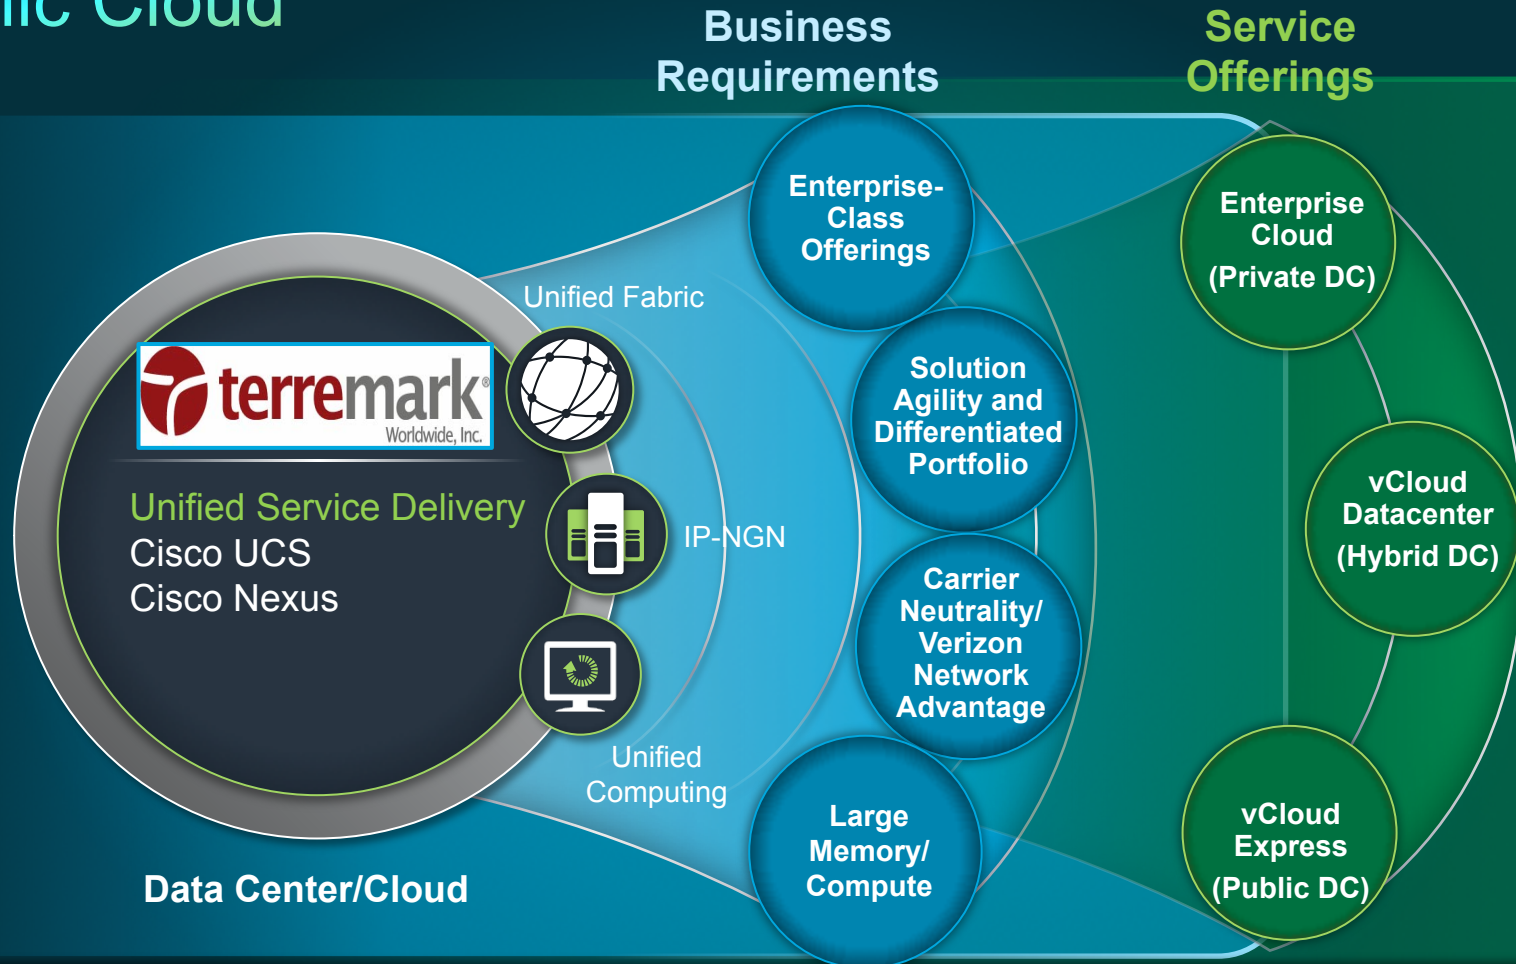 Cloud
Business
Requirements
Service
Offerings
Enterprise-
Class
Offerings
Enterprise
Cloud
(Private DC)
Unified Fabric
terremark®
Worldwide, Inc.
Solution
Agility and
Differentiated
Portfolio
Unified Service Delivery
Cisco UCS
Cisco Nexus
IP-NGN
vCloud
Datacenter
(Hybrid DC)
Carrier
Neutrality/
Verizon
Network
Advantage
Unified
Computing
Large
Memory/
Compute
vCloud
Express
(Public DC)
Data Center/Cloud